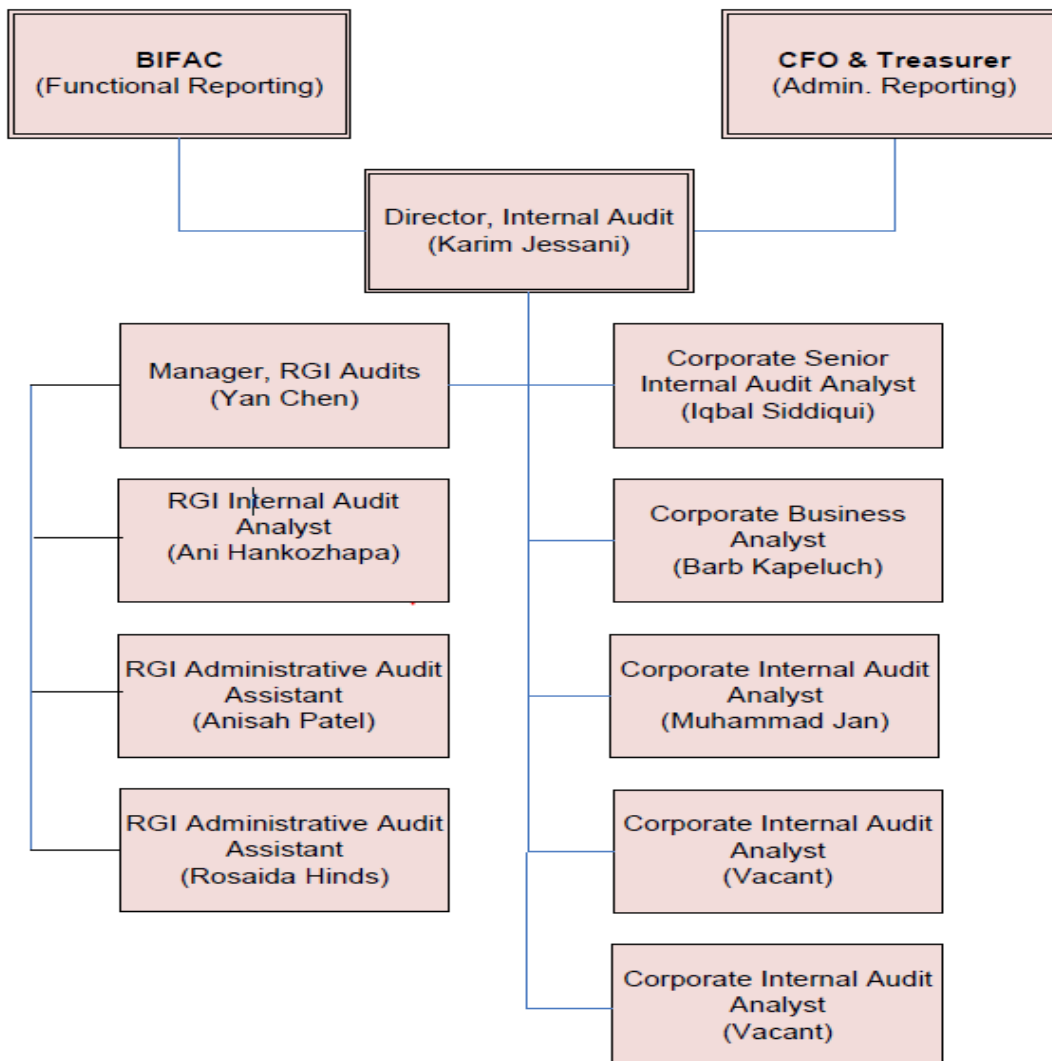 BIFAC
(Functional Reporting)
CFO & Treasurer
(Admin. Reporting)
Director, Internal Audit
(Karim Jessani)
Manager, RGI Audits
(Yan Chen)
Corporate Senior
Internal Audit Analyst
(Iqbal Siddiqui)
RGI Internal Audit
Analyst
(Ani Hankozhapa)
Corporate Business
Analyst
(Barb Kapeluch)
RGI Administrative Audit
Assistant
(Anisah Patel)
Corporate Internal Audit
Analyst
(Muhammad Jan)
RGI Administrative Audit
Assistant
(Rosaida Hinds)
Corporate Internal Audit
Analyst
(Vacant)
Corporate Internal Audit
Analyst
(Vacant)